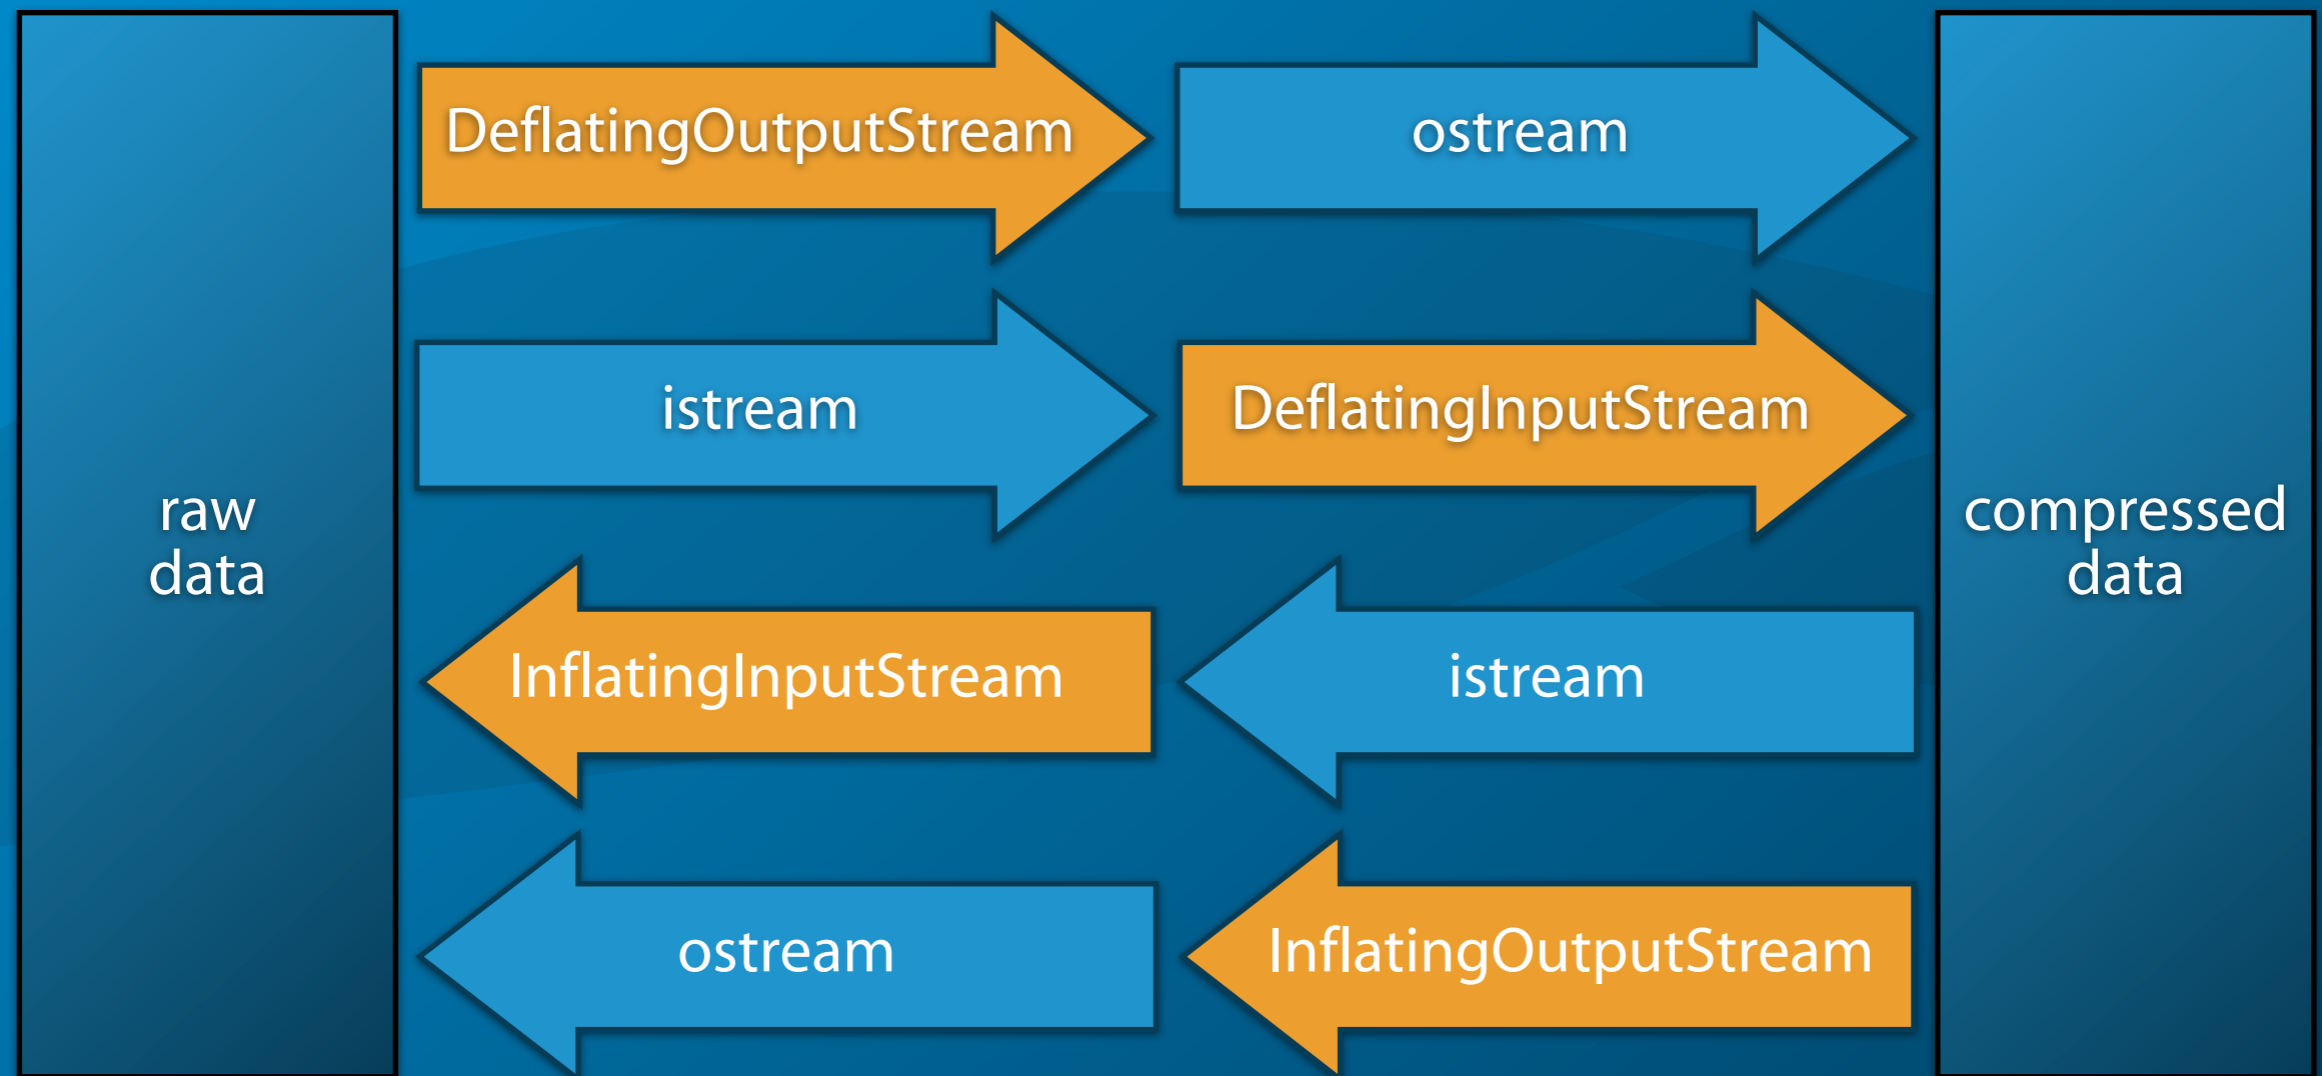 raw
data
DeflatingOutputStream
ostream
istream
DeflatingInputStream
InflatingInputStream
istream
ostream
InflatingOutputStream
compressed
data